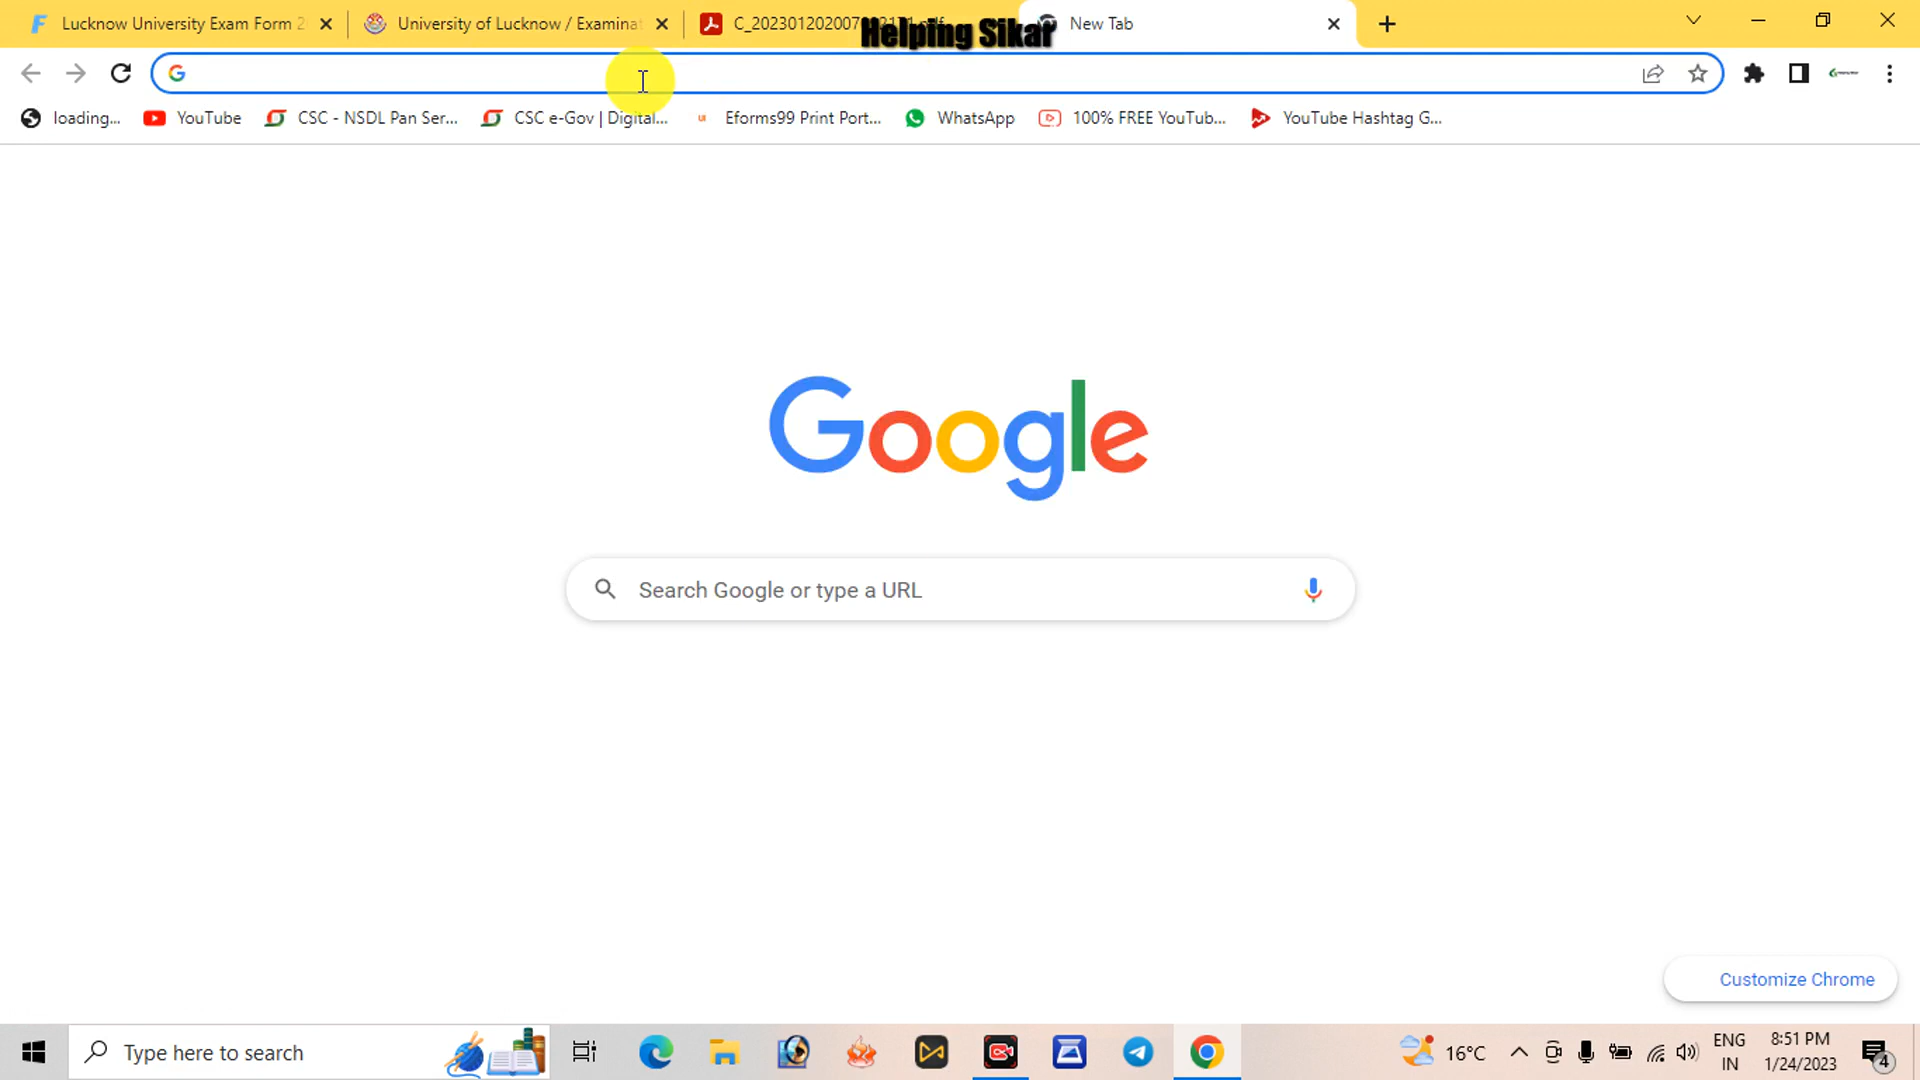 Lucknow University Exam Form 2
University of Lucknow / Examinat
New Tab
Helping Sikar
loading...
YouTube
CSC - NSDL Pan Ser...
CSC e-Gov | Digital...
Eforms99 Print Port...
WhatsApp
100% FREE YouTub...
YouTube Hashtag G...
Google
Search Google or type a URL
Customize Chrome
Type here to search
16°C
ENG
IN
8:51 PM
1/24/2023
4